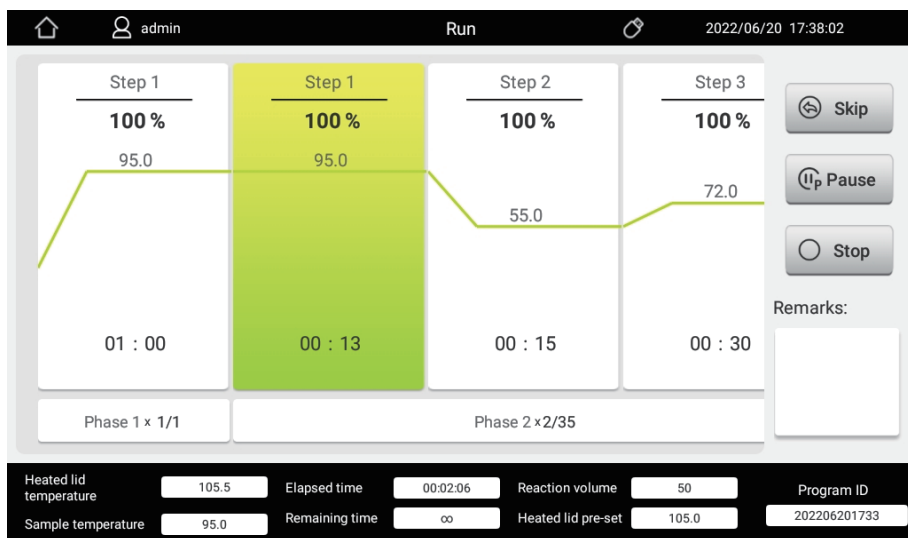 admin Run 2022/06/20 17:38:02
Step 1 Step 1 Step 2 Step 3
100 % 100 % 100 % 100 %
95.0 95.0 55.0 72.0
01 : 00 00 : 13 00 : 15 00 : 30
Phase 1 x 1/1 Phase 2 x 2/35
Skip
P Pause
Stop
Remarks:
Heated lid
temperature 105.5 Elapsed time 00:02:06 Reaction volume 50 Program ID
Sample temperature 95.0 Remaining time ∞ Heated lid pre-set 105.0 202206201733